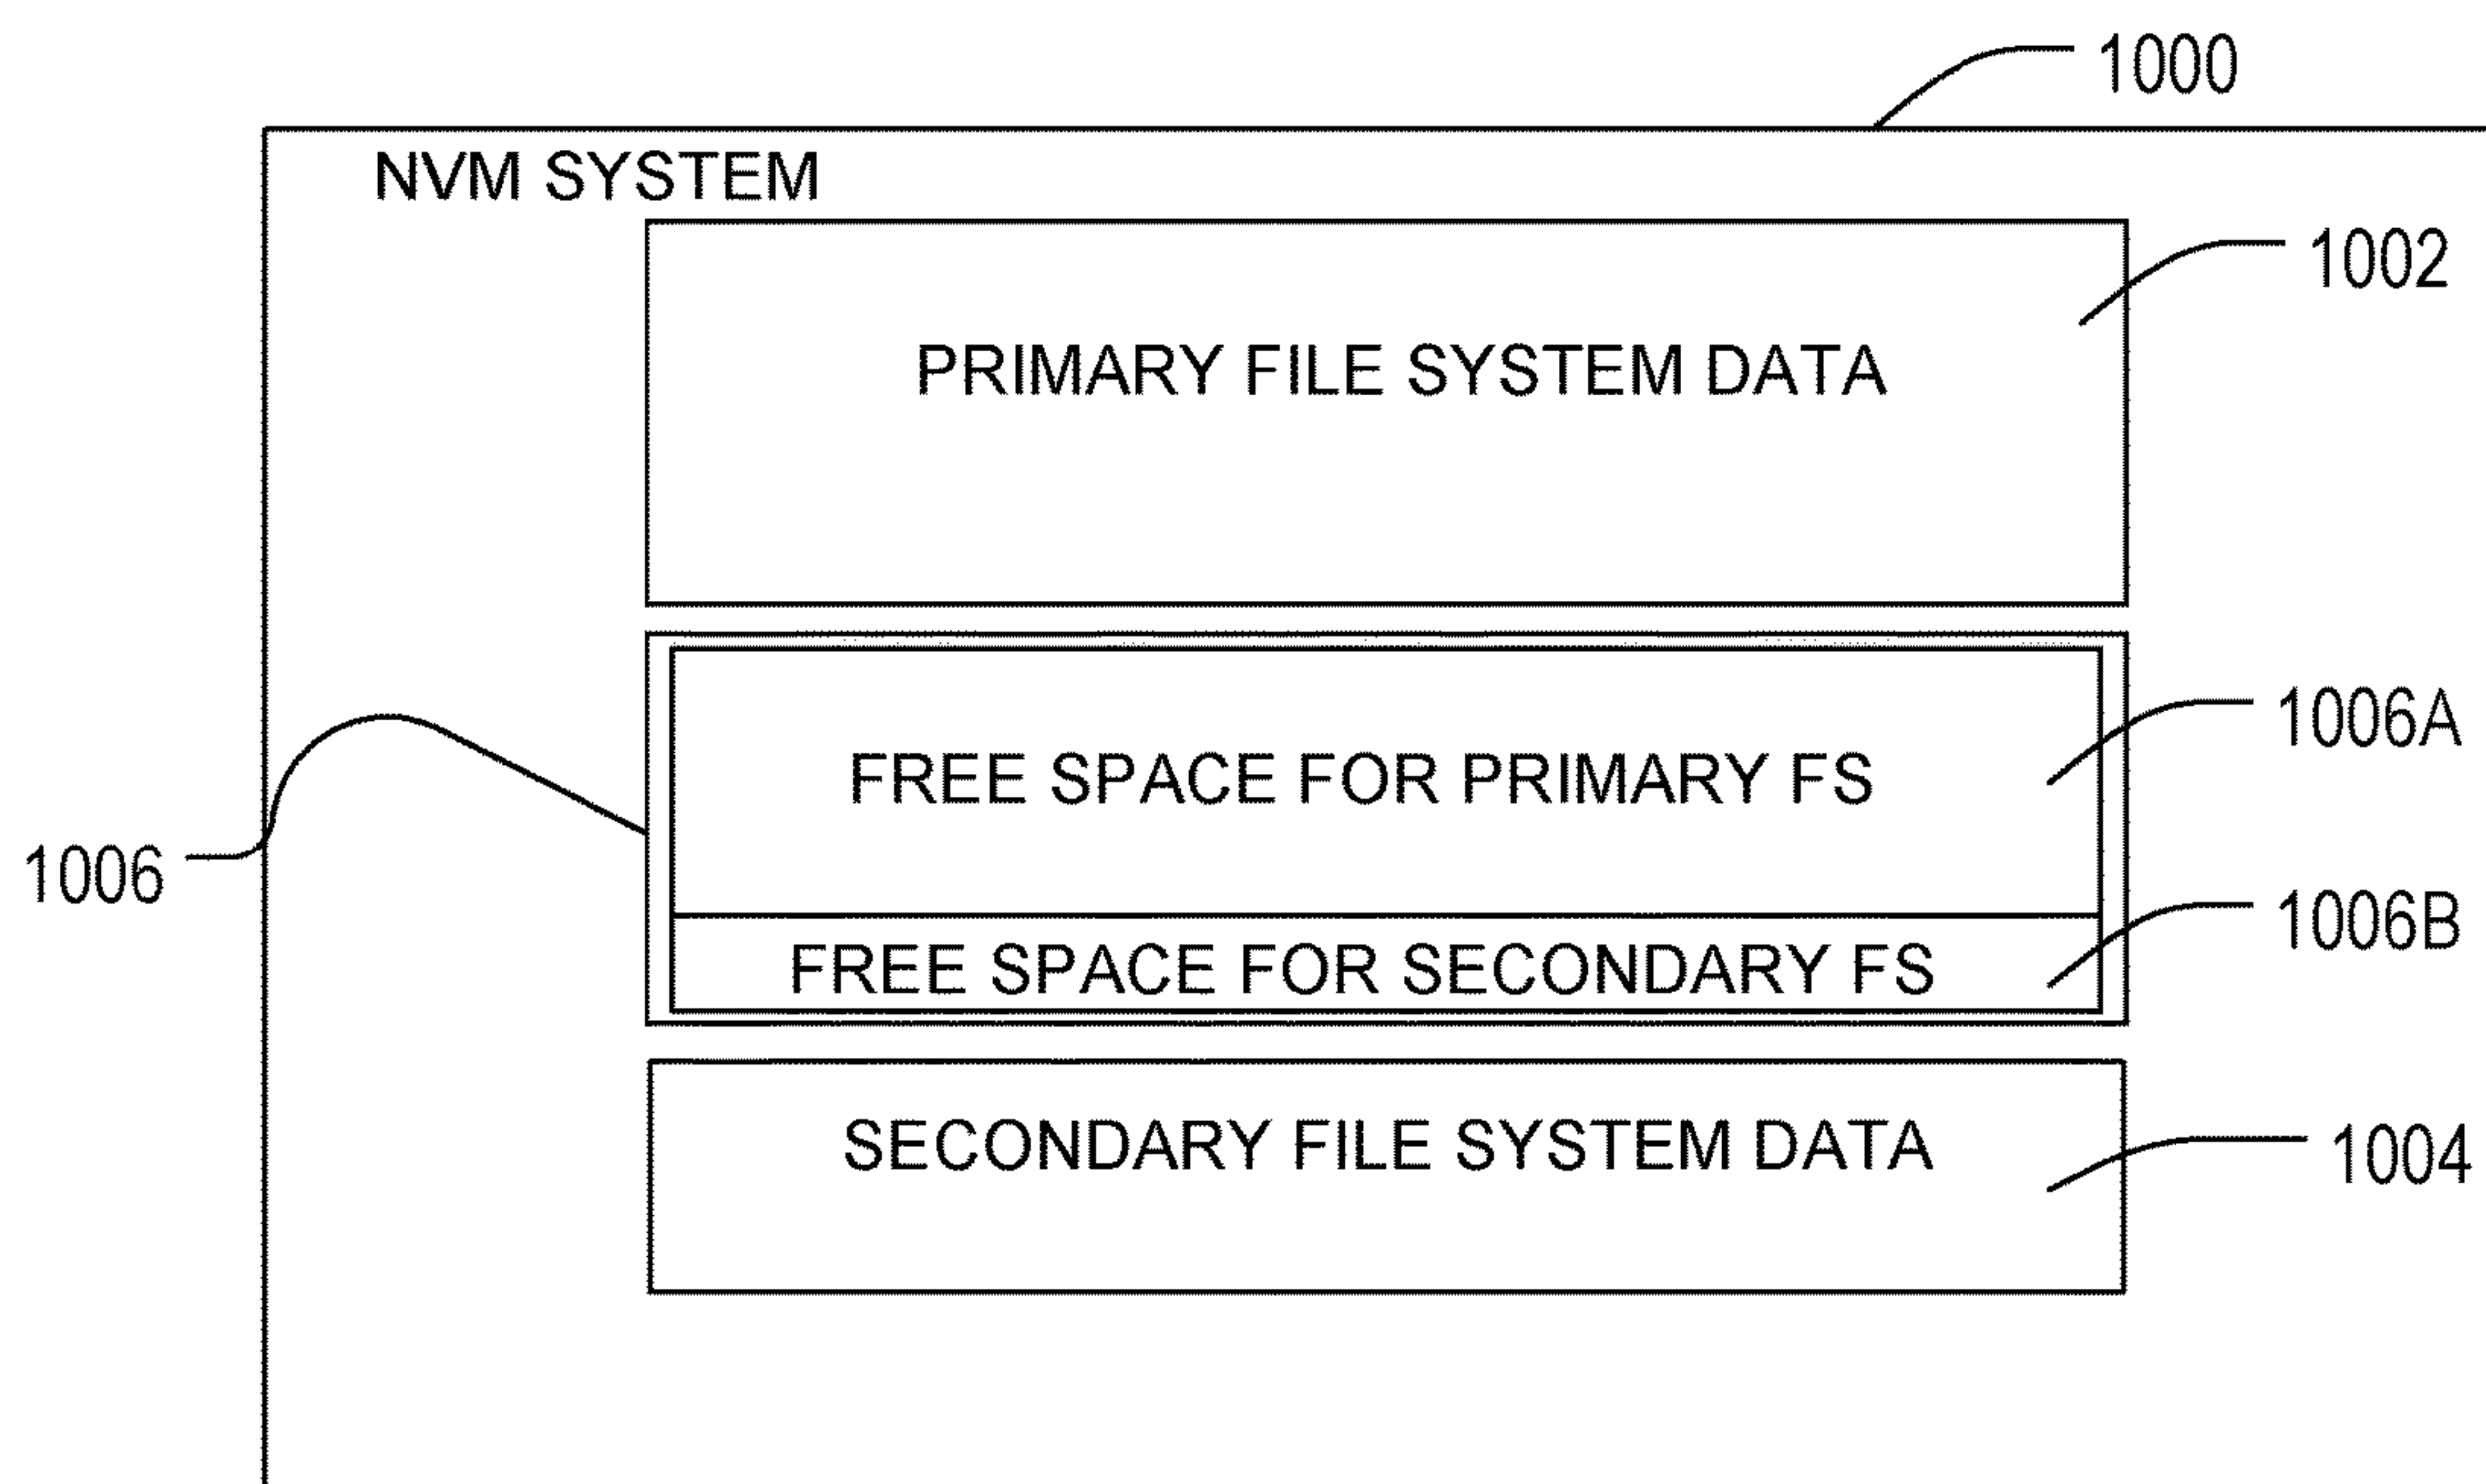 1000
NVM SYSTEM
1002
PRIMARY FILE SYSTEM DATA
1006A
FREE SPACE FOR PRIMARY FS
1006
1006B
FREE SPACE FOR SECONDARY FS
SECONDARY FILE SYSTEM DATA
1004